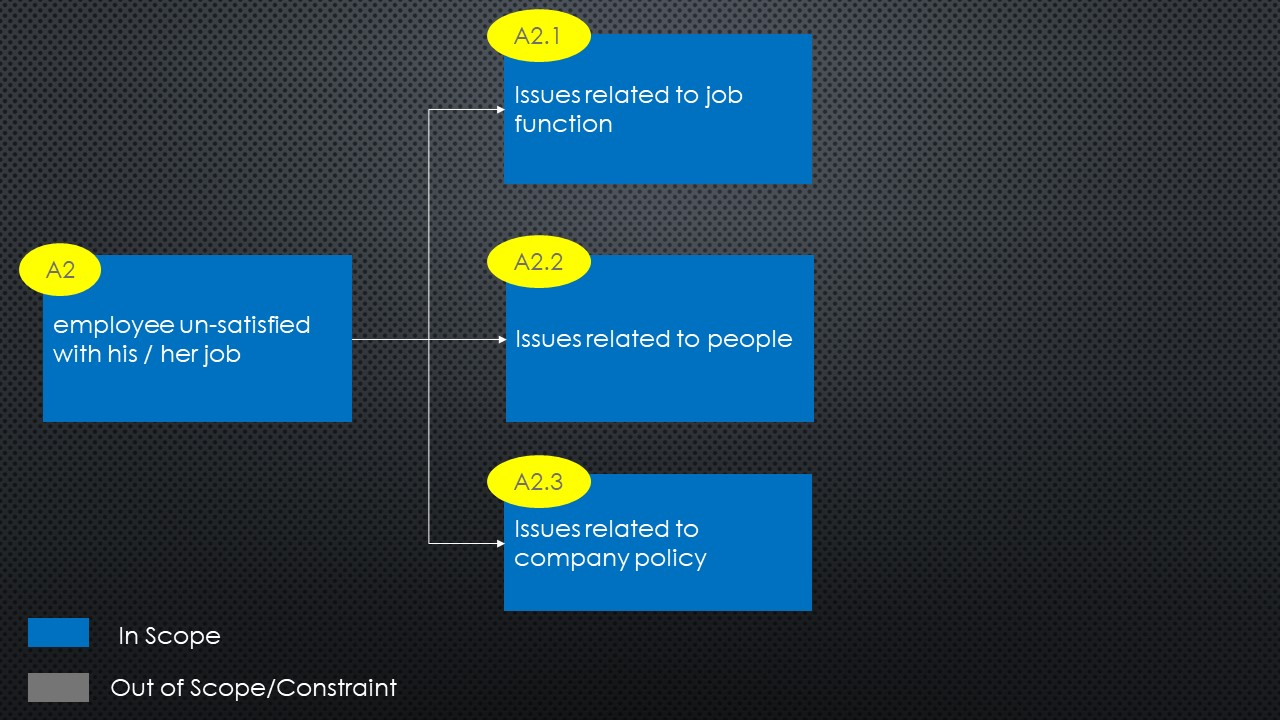 A2.1
Issues related to job
function
A2
employee un-satisfied
with his / her job
A2.2
Issues related to people
A2.3
Issues related to
company policy
In Scope
Out of Scope/Constraint